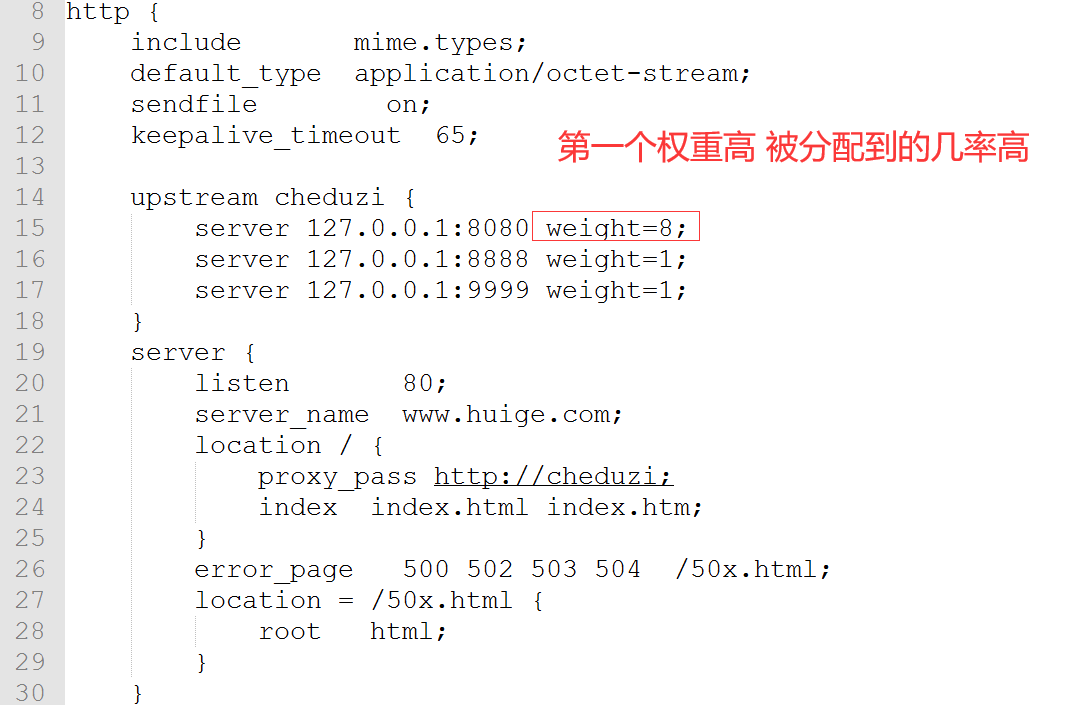 8 http {
9     include       mime.types;
10     default_type  application/octet-stream;
11     sendfile        on;
12     keepalive_timeout  65;
第一个权重高 被分配到的几率高
13
14     upstream cheduzi {
15         server 127.0.0.1:8080 weight=8;
16         server 127.0.0.1:8888 weight=1;
17         server 127.0.0.1:9999 weight=1;
18     }
19     server {
20         listen       80;
21         server_name  www.huige.com;
22         location / {
23             proxy_pass http://cheduzi;
24             index  index.html index.htm;
25         }
26         error_page   500 502 503 504  /50x.html;
27         location = /50x.html {
28             root   html;
29         }
30     }